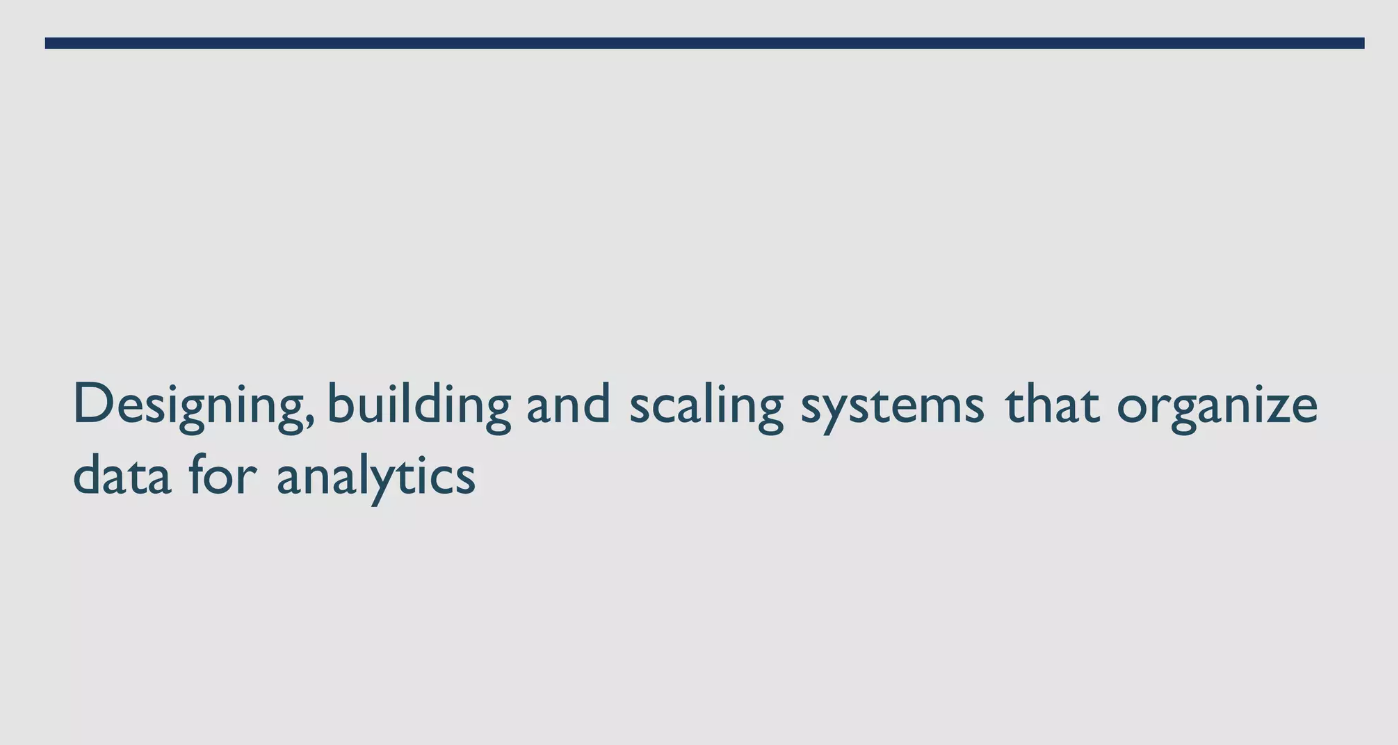 Designing, building and scaling systems that organize
data for analytics